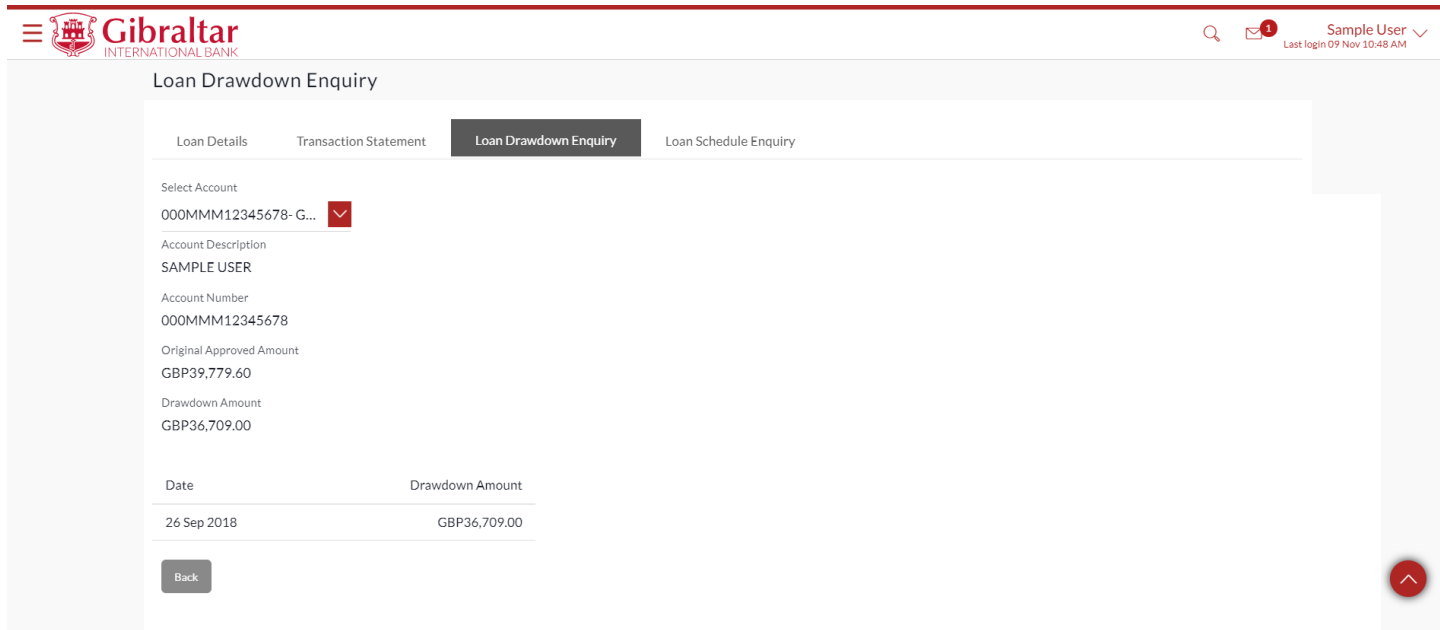 Gibraltar
INTERNATIONAL BANK
1
Sample User
Last login 09 Nov 10:48 AM
Loan Drawdown Enquiry
Loan Details Transaction Statement Loan Drawdown Enquiry Loan Schedule Enquiry
Select Account
000MMM12345678- G...
Account Description
SAMPLE USER
Account Number
000MMM12345678
Original Approved Amount
GBP39,779.60
Drawdown Amount
GBP36,709.00
Date Drawdown Amount
26 Sep 2018 GBP36,709.00
Back